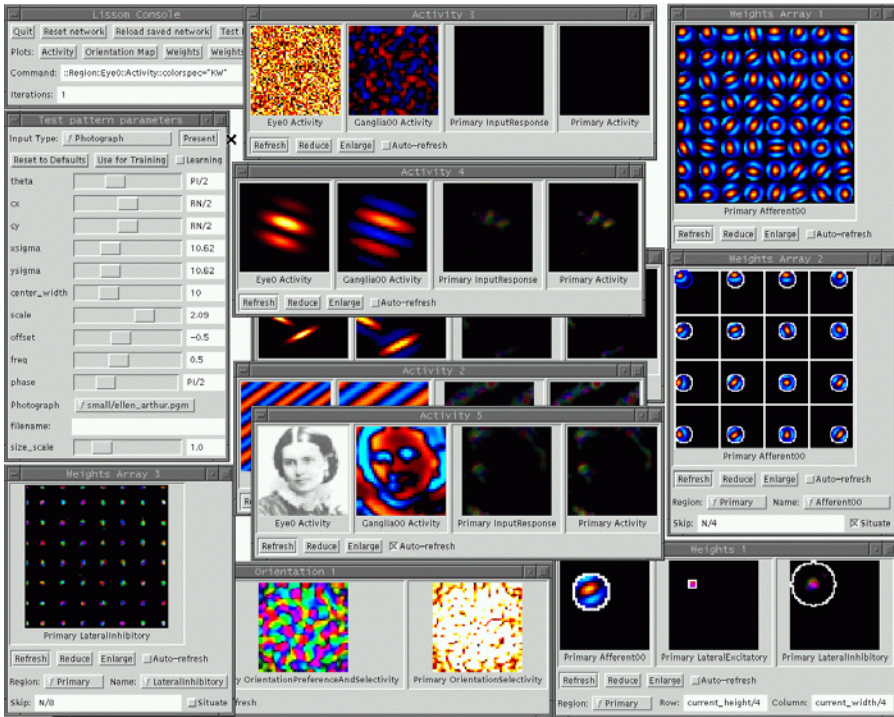 Lissom Console
Quit Reset network Reload saved network Test
Plots: Activity Orientation Map Weights Weights
Command: ::Region::Eye0::Activity::colorspec="KW"
Iterations: 1
Test pattern parameters
Input Type: Photograph Present
Reset to Defaults Use for Training Learning
theta PI/2
cx RN/2
cy RN/2
xsigma 10.62
ysigma 10.62
center_width 10
scale 2.09
offset -0.5
freq 0.5
phase PI/2
Photograph small/ellen_arthur.pgm
filename:
size_scale 1.0
Weights Array 3
Primary LateralInhibitory
Refresh Reduce Enlarge Auto-refresh
Region: Primary Name: LateralInhibitory
Skip: N/8 Situate
Activity 3
Eye0 Activity Ganglia00 Activity Primary InputResponse Primary Activity
Refresh Reduce Enlarge Auto-refresh
Activity 4
Eye0 Activity Ganglia00 Activity Primary InputResponse Primary Activity
Refresh Reduce Enlarge Auto-refresh
Activity 2
Activity 5
Eye0 Activity Ganglia00 Activity Primary InputResponse Primary Activity
Refresh Reduce Enlarge Auto-refresh
Orientation 1
OrientationPreferenceAndSelectivity Primary OrientationSelectivity
Weights Array 1
Primary Afferent00
Refresh Reduce Enlarge Auto-refresh
Weights Array 2
Primary Afferent00
Refresh Reduce Enlarge Auto-refresh
Region: Primary Name: Afferent00
Skip: N/4 Situate
Weights 1
Primary Afferent00 Primary LateralExcitatory Primary LateralInhibitory
Refresh Reduce Enlarge Auto-refresh
Region: Primary Row: current_height/4 Column: current_width/4